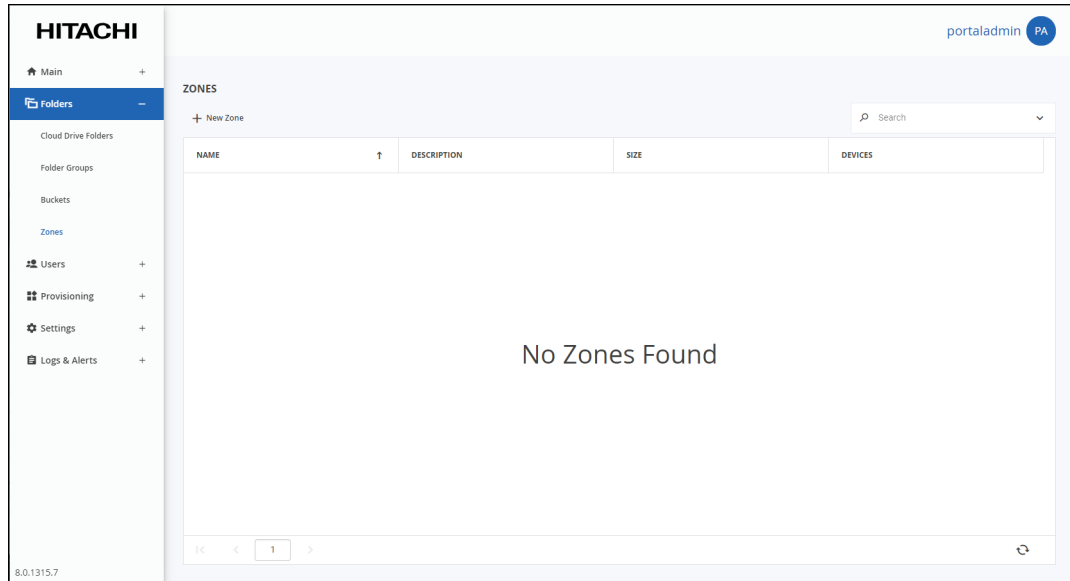 HITACHI
portaladmin PA
Main
Folders
Cloud Drive Folders
Folder Groups
Buckets
Zones
Users
Provisioning
Settings
Logs & Alerts
8.0.1315.7
ZONES
+ New Zone
Search
NAME ↑ DESCRIPTION SIZE DEVICES
No Zones Found
1